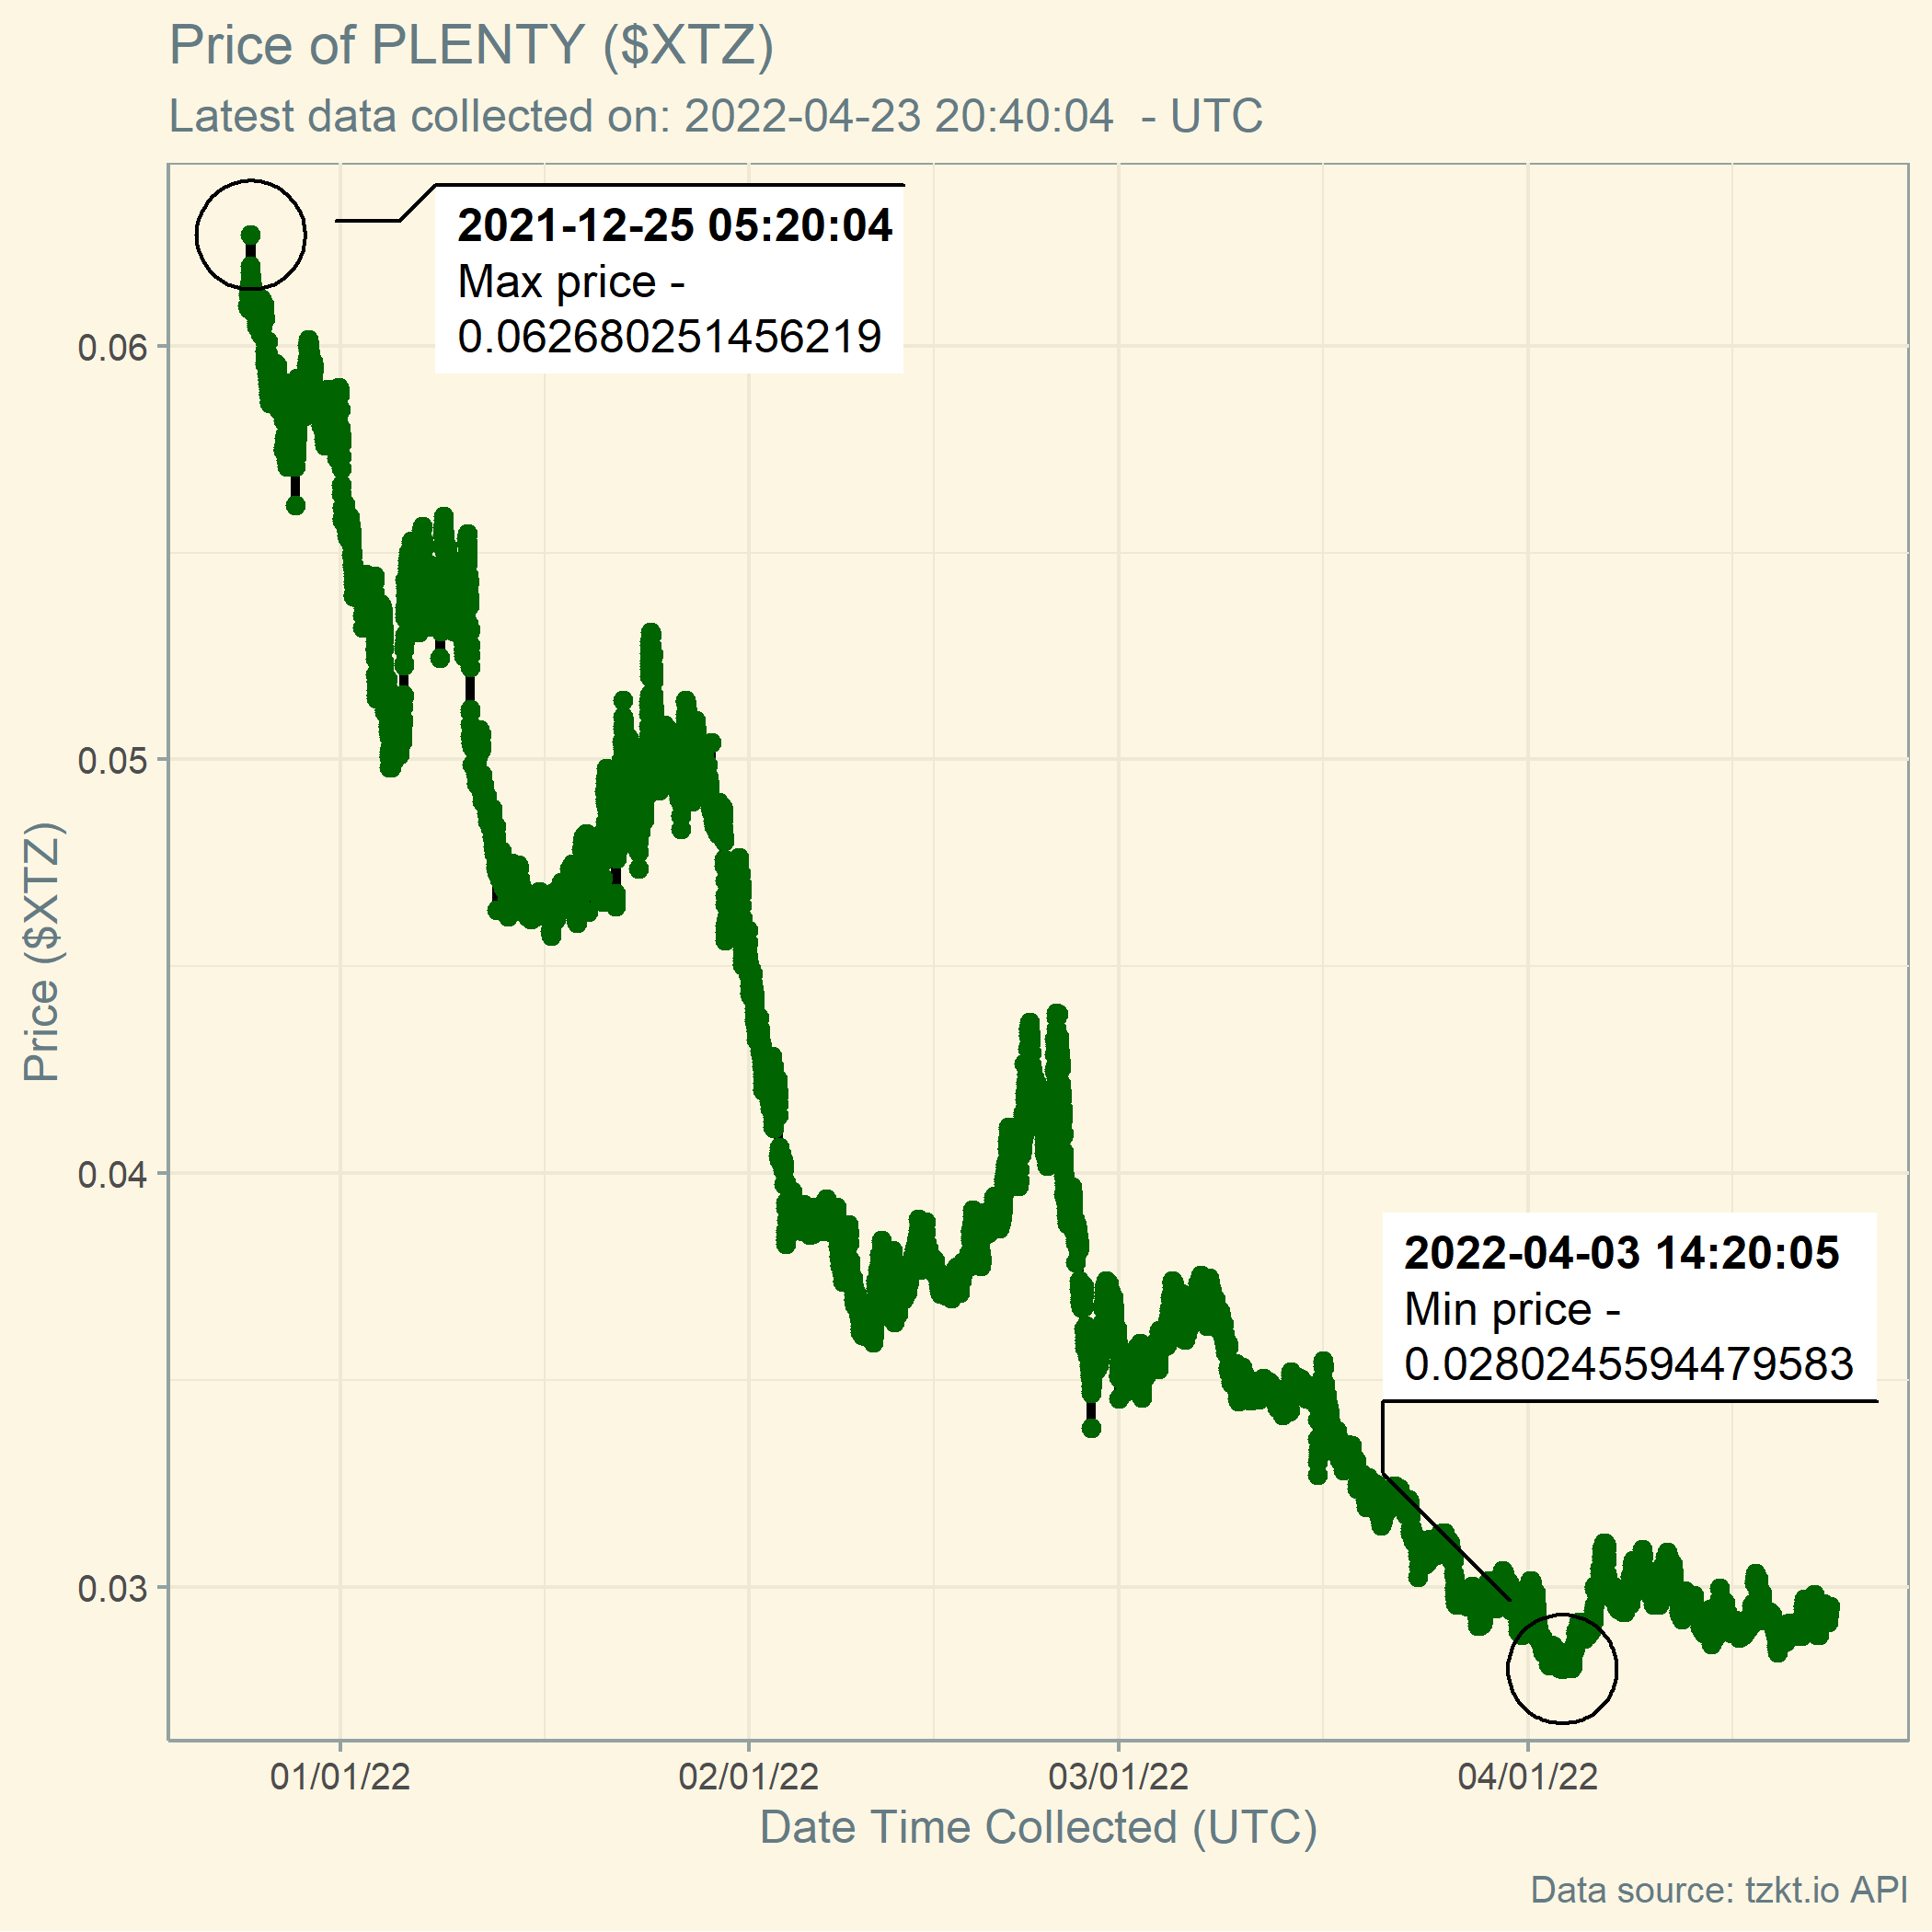 Price of PLENTY ($XTZ)
Latest data collected on: 2022-04-23 20:40:04  - UTC
2021-12-25 05:20:04
Max price -
0.062680251456219
0.06
0.05
0.04
0.03
Price ($XTZ)
2022-04-03 14:20:05
Min price -
0.0280245594479583
01/01/22
02/01/22
03/01/22
04/01/22
Date Time Collected (UTC)
Data source: tzkt.io API